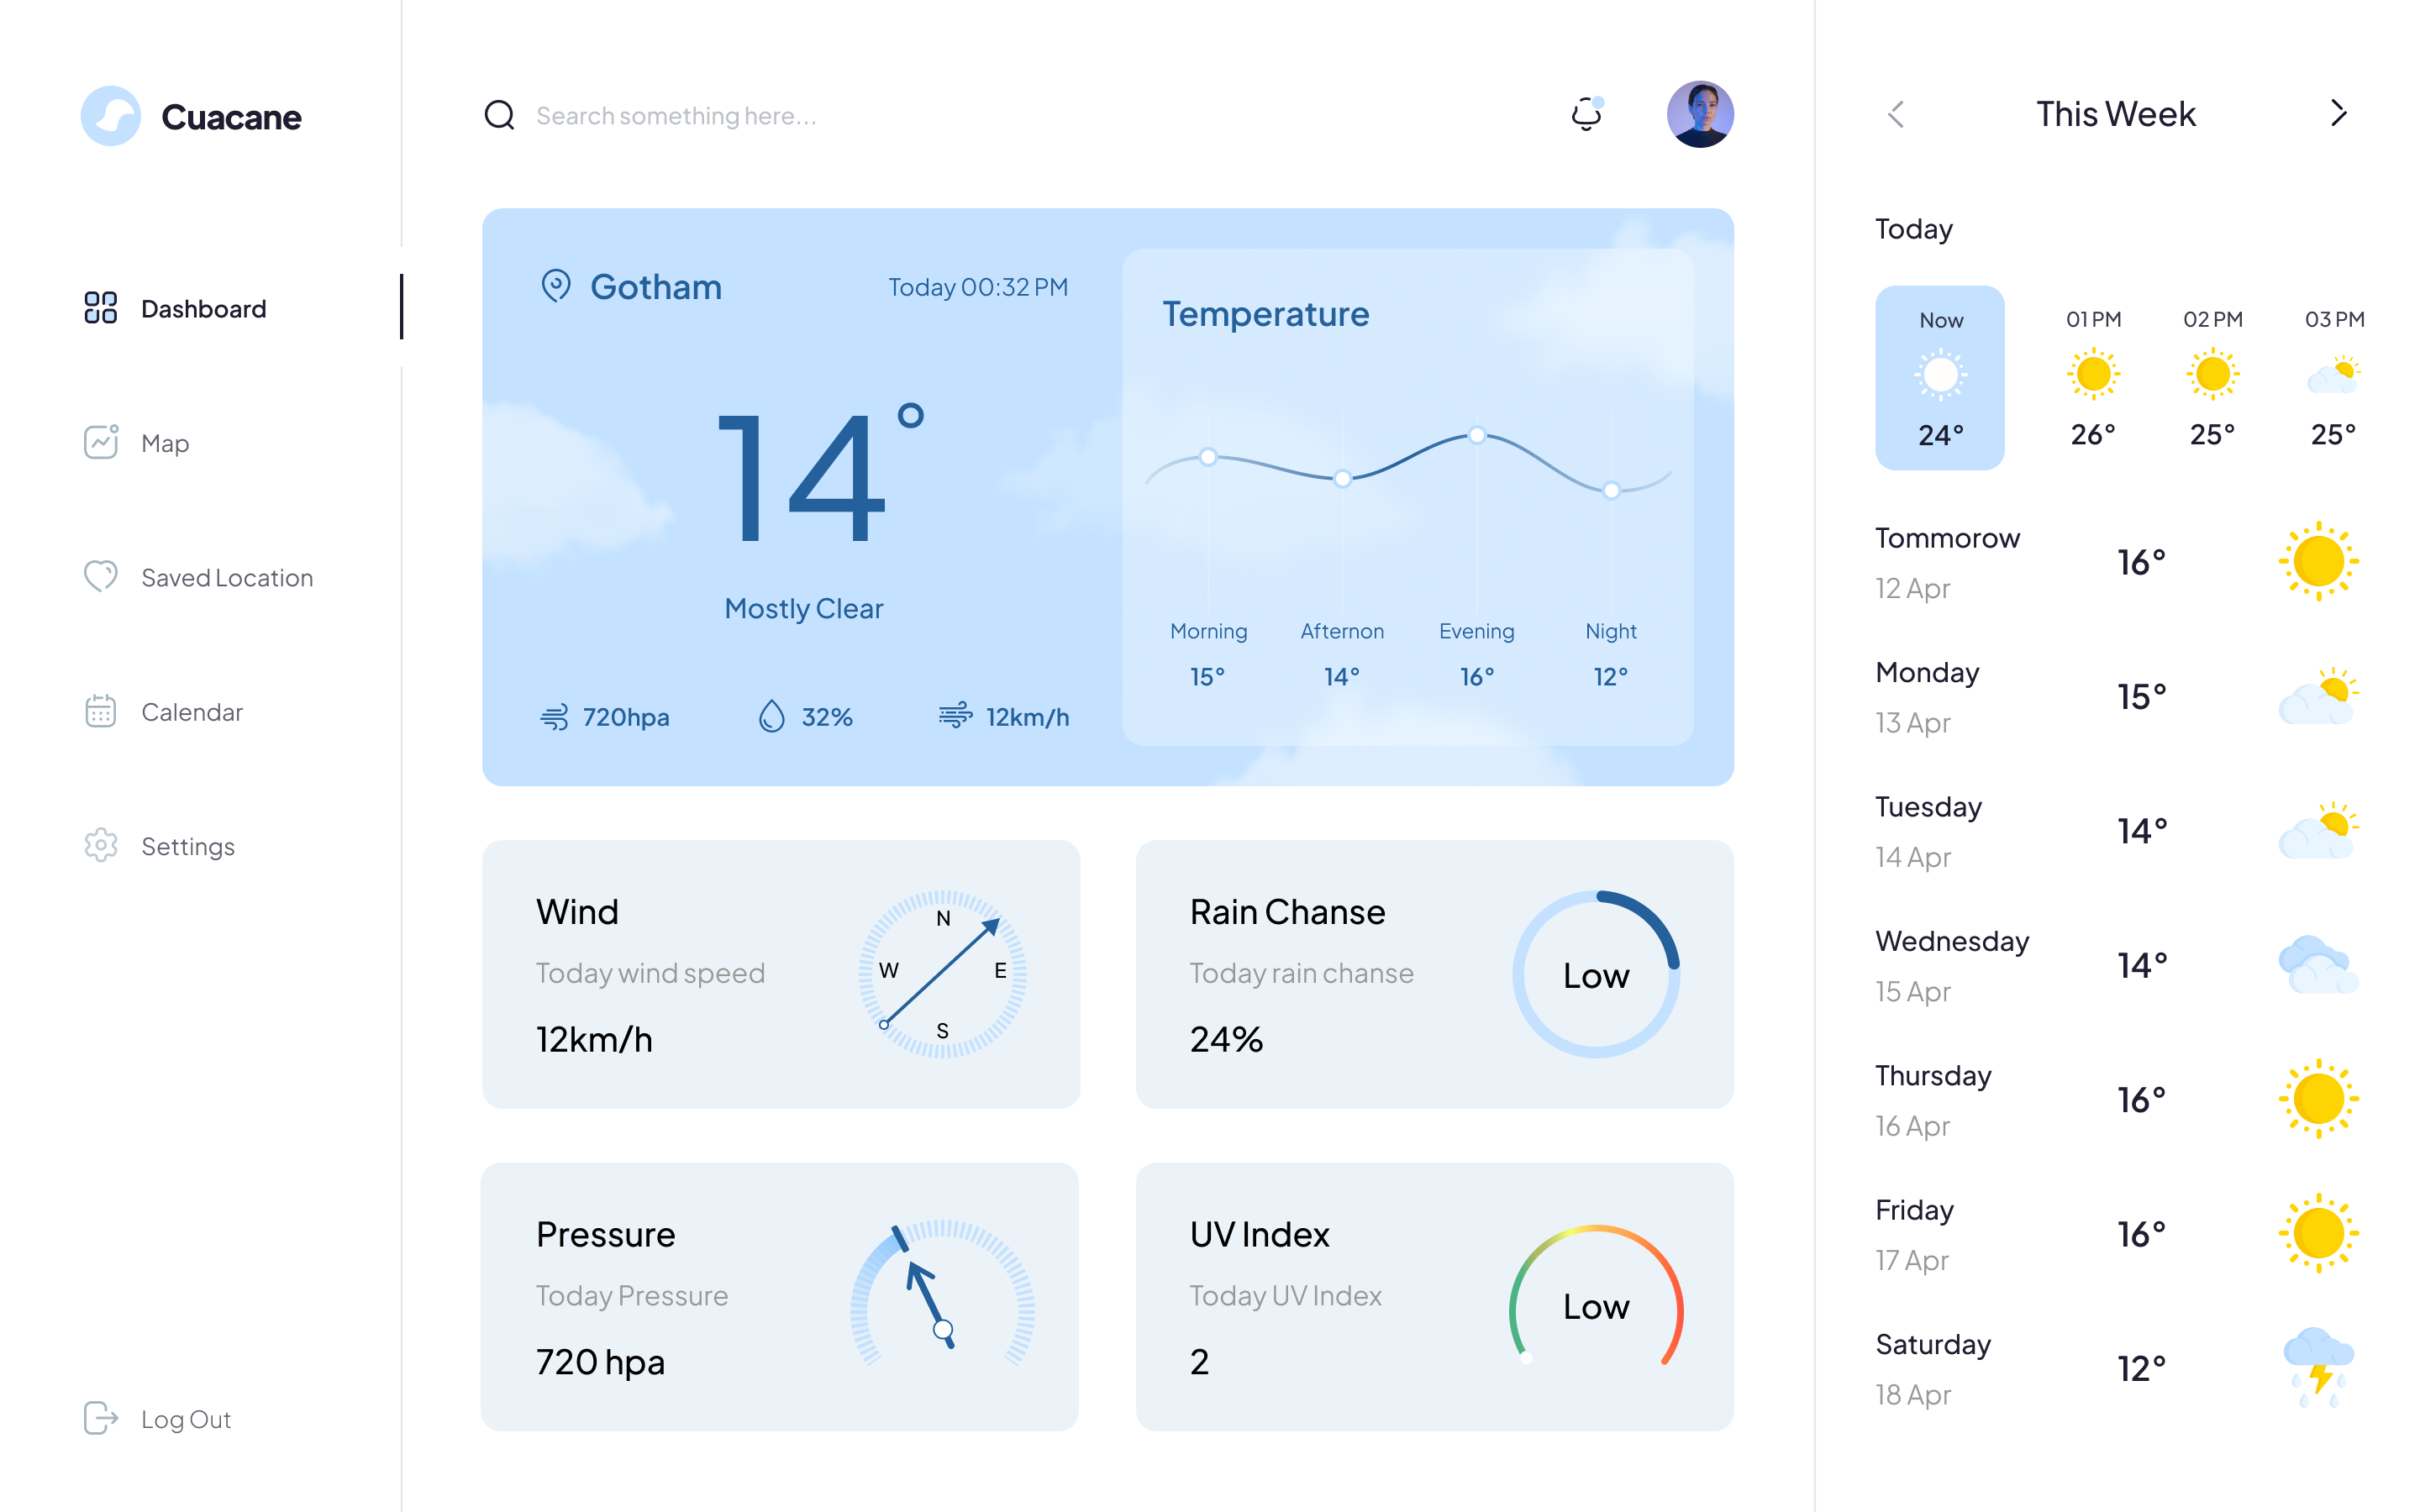 Cuacane
Dashboard
Map
Saved Location
Calendar
Settings
Log Out
Search something here...
Gotham
Today 00:32 PM
14°
Mostly Clear
720hpa
32%
12km/h
Temperature
Morning Afternon Evening Night
15° 14° 16° 12°
Wind
Today wind speed
12km/h
N
W E
S
Rain Chanse
Today rain chanse
24%
Low
Pressure
Today Pressure
720 hpa
UV Index
Today UV Index
2
Low
This Week
Today
Now 01 PM 02 PM 03 PM
24° 26° 25° 25°
Tommorow
12 Apr
16°
Monday
13 Apr
15°
Tuesday
14 Apr
14°
Wednesday
15 Apr
14°
Thursday
16 Apr
16°
Friday
17 Apr
16°
Saturday
18 Apr
12°